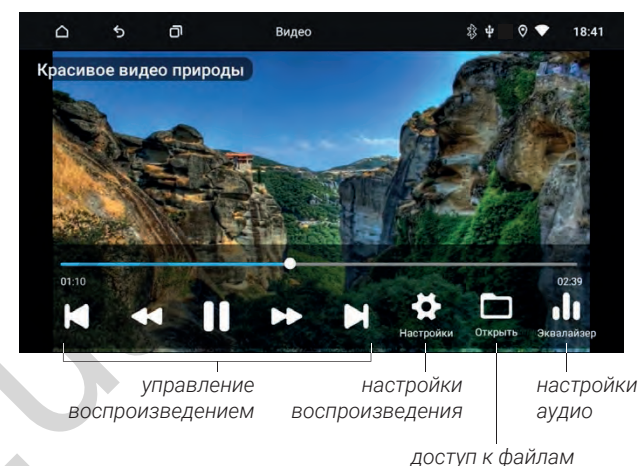 Видео
18:41
Красивое видео природы
01:10
02:39
Настройки
Открыть
Эквалайзер
управление
воспроизведением
настройки
воспроизведения
настройки
аудио
доступ к файлам